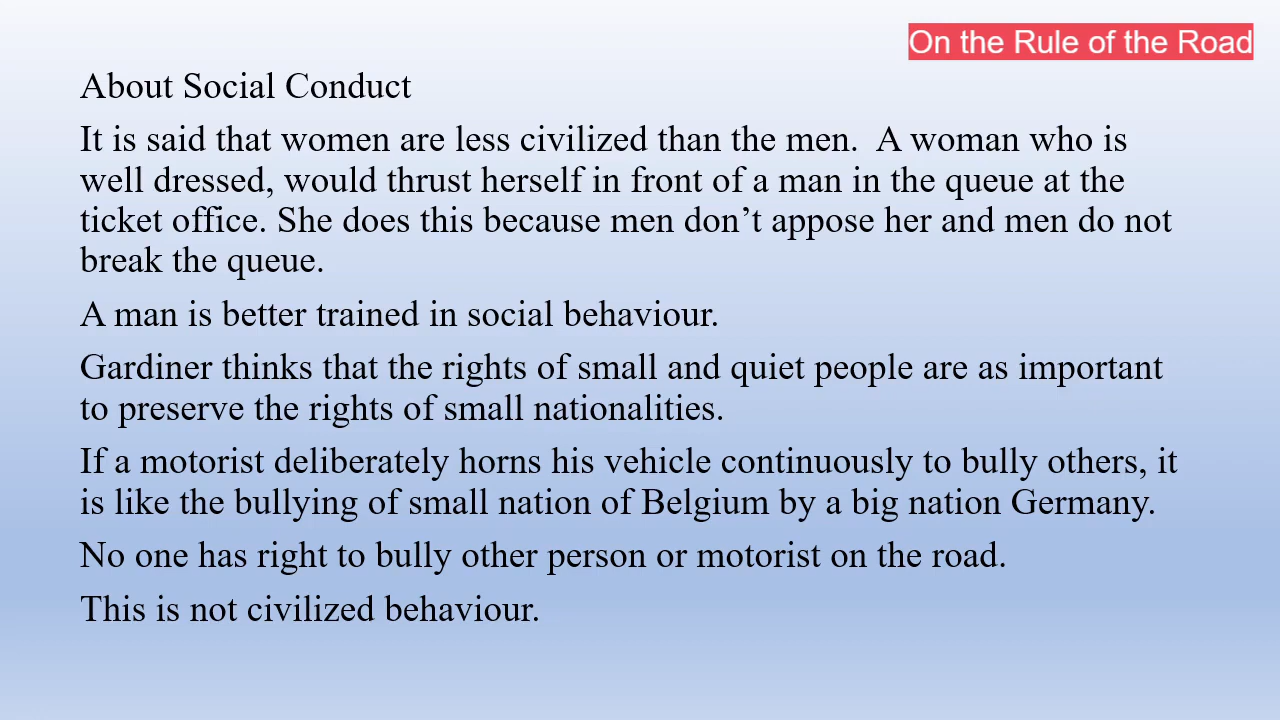 On the Rule of the Road
About Social Conduct
It is said that women are less civilized than the men.  A woman who is
well dressed, would thrust herself in front of a man in the queue at the
ticket office. She does this because men don’t appose her and men do not
break the queue.
A man is better trained in social behaviour.
Gardiner thinks that the rights of small and quiet people are as important
to preserve the rights of small nationalities.
If a motorist deliberately horns his vehicle continuously to bully others, it
is like the bullying of small nation of Belgium by a big nation Germany.
No one has right to bully other person or motorist on the road.
This is not civilized behaviour.